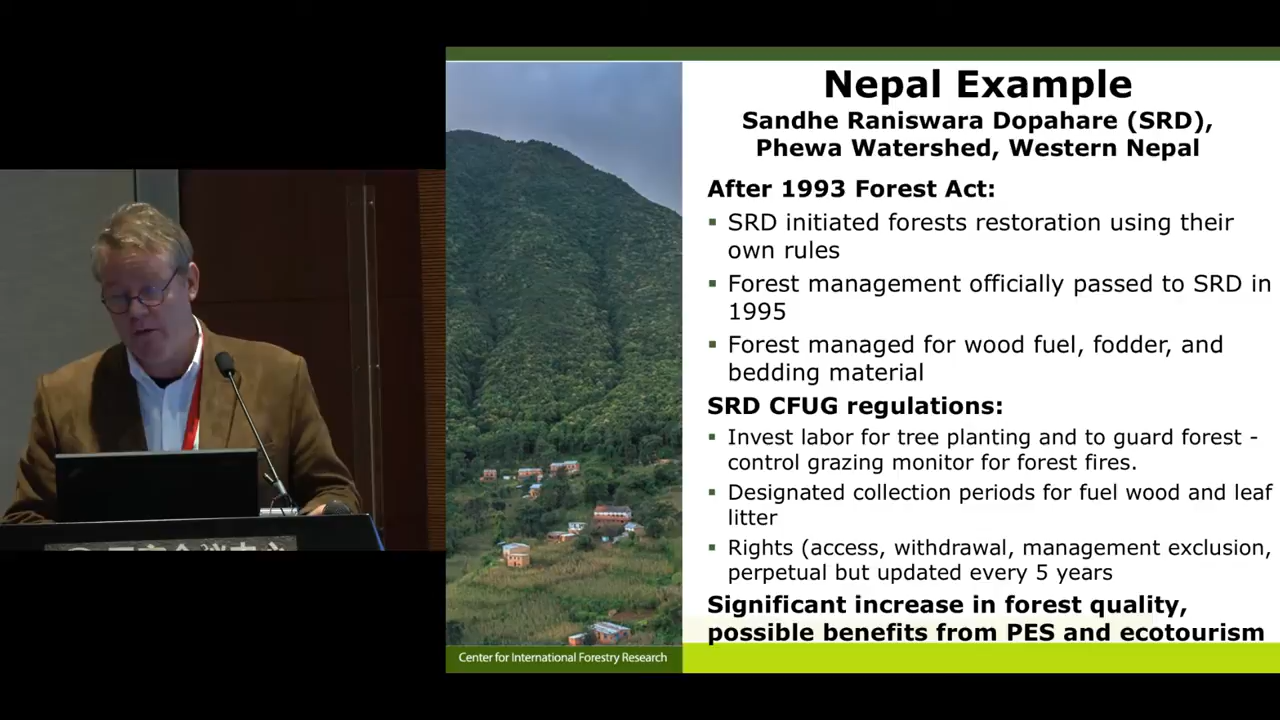 Nepal Example
Sandhe Raniswara Dopahare (SRD),
Phewa Watershed, Western Nepal
After 1993 Forest Act:
▪ SRD initiated forests restoration using their
own rules
▪ Forest management officially passed to SRD in
1995
▪ Forest managed for wood fuel, fodder, and
bedding material
SRD CFUG regulations:
▪ Invest labor for tree planting and to guard forest -
control grazing monitor for forest fires.
▪ Designated collection periods for fuel wood and leaf
litter
▪ Rights (access, withdrawal, management exclusion,
perpetual but updated every 5 years
Significant increase in forest quality,
possible benefits from PES and ecotourism
Center for International Forestry Research